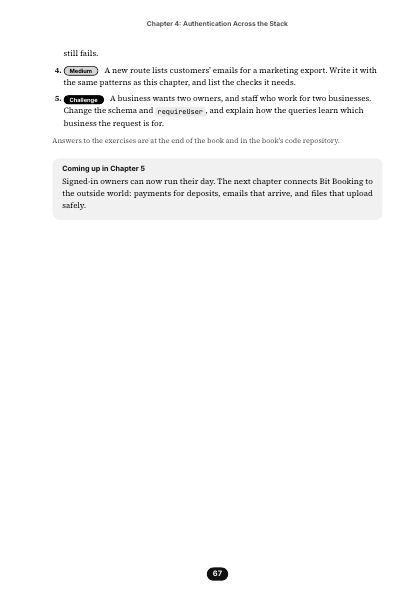 Chapter 4: Authentication Across the Stack
still fails.
4. Medium A new route lists customers' emails for a marketing export. Write it with
the same patterns as this chapter, and list the checks it needs.
5. Challenge A business wants two owners, and staff who work for two businesses.
Change the schema and requireUser, and explain how the queries learn which
business the request is for.
Answers to the exercises are at the end of the book and in the book's code repository.
Coming up in Chapter 5
Signed-in owners can now run their day. The next chapter connects Bit Booking to
the outside world: payments for deposits, emails that arrive, and files that upload
safely.
67